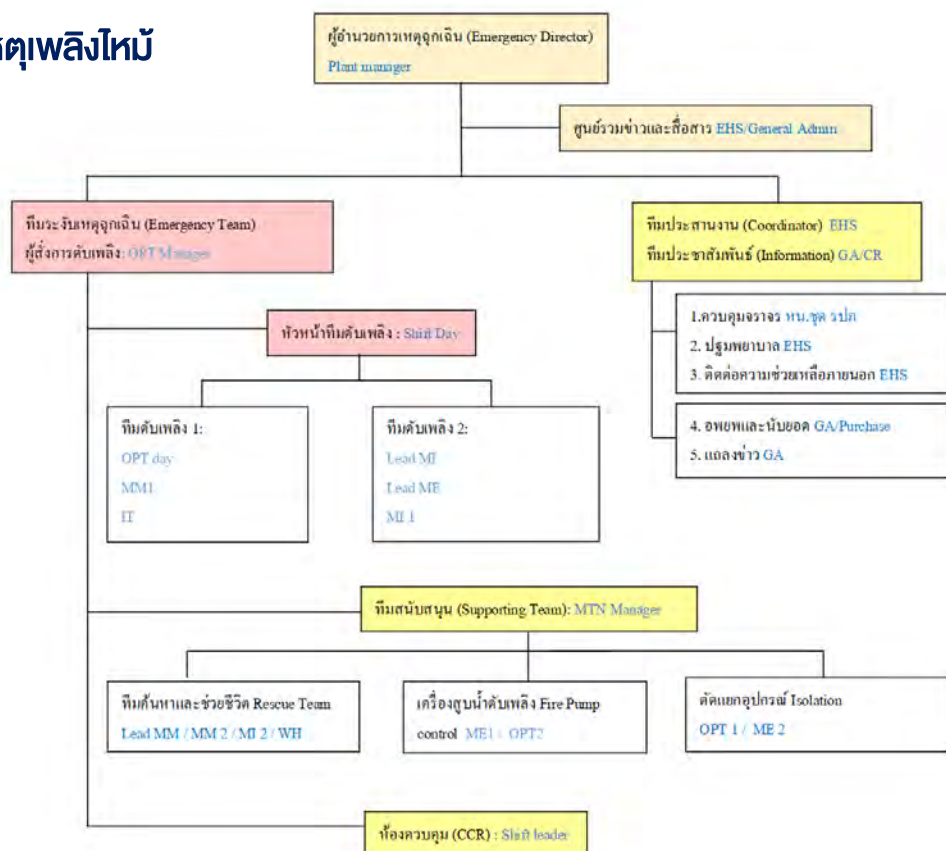 ตุเพลิงไหม้
ผู้อำนวยการเหตุฉุกเฉิน (Emergency Director)
Plant manager
ศูนย์รวมข่าวและสื่อสาร EHS/General Admin
ทีมระงับเหตุฉุกเฉิน (Emergency Team)
ผู้สั่งการดับเพลิง: OPT Manager
ทีมประสานงาน (Coordinator) EHS
ทีมประชาสัมพันธ์ (Information) GA/CR
1.ควบคุมจราจร หน.ชุด รปภ
2. ปฐมพยาบาล EHS
3. ติดต่อความช่วยเหลือภายนอก EHS
4. อพยพและนับยอด GA/Purchase
5. แถลงข่าว GA
หัวหน้าทีมดับเพลิง : Shift Day
ทีมดับเพลิง 1:
OPT day
MM1
IT
ทีมดับเพลิง 2:
Lead MI
Lead ME
MI 1
ทีมสนับสนุน (Supporting Team): MTN Manager
ทีมค้นหาและช่วยชีวิต Rescue Team
Lead MM / MM 2 / MI 2 / WH
เครื่องสูบน้ำดับเพลิง Fire Pump
control ME1 / OPT2
ตัดแยกอุปกรณ์ Isolation
OPT 1 / ME 2
ห้องควบคุม (CCR) : Shift leader